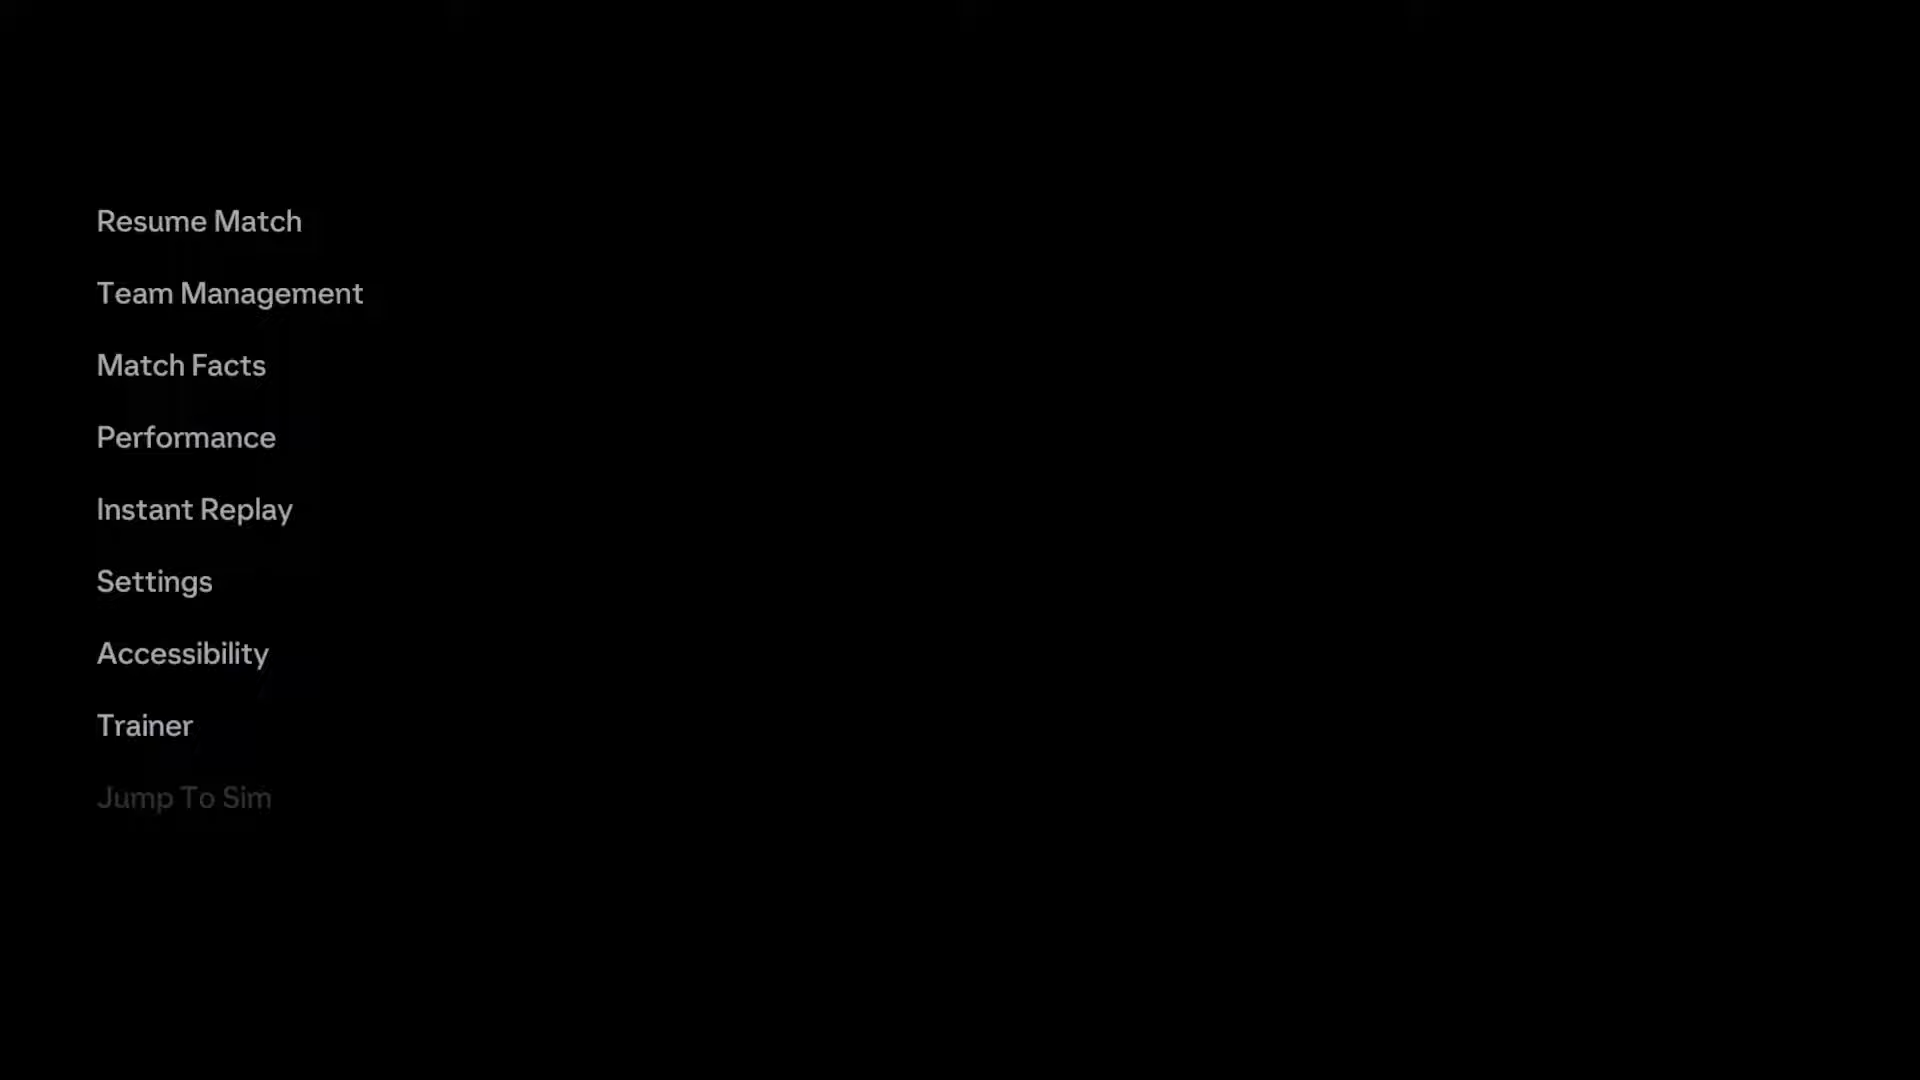 Resume Match
Team Management
Match Facts
Performance
Instant Replay
Settings
Accessibility
Trainer
Jump To Sim